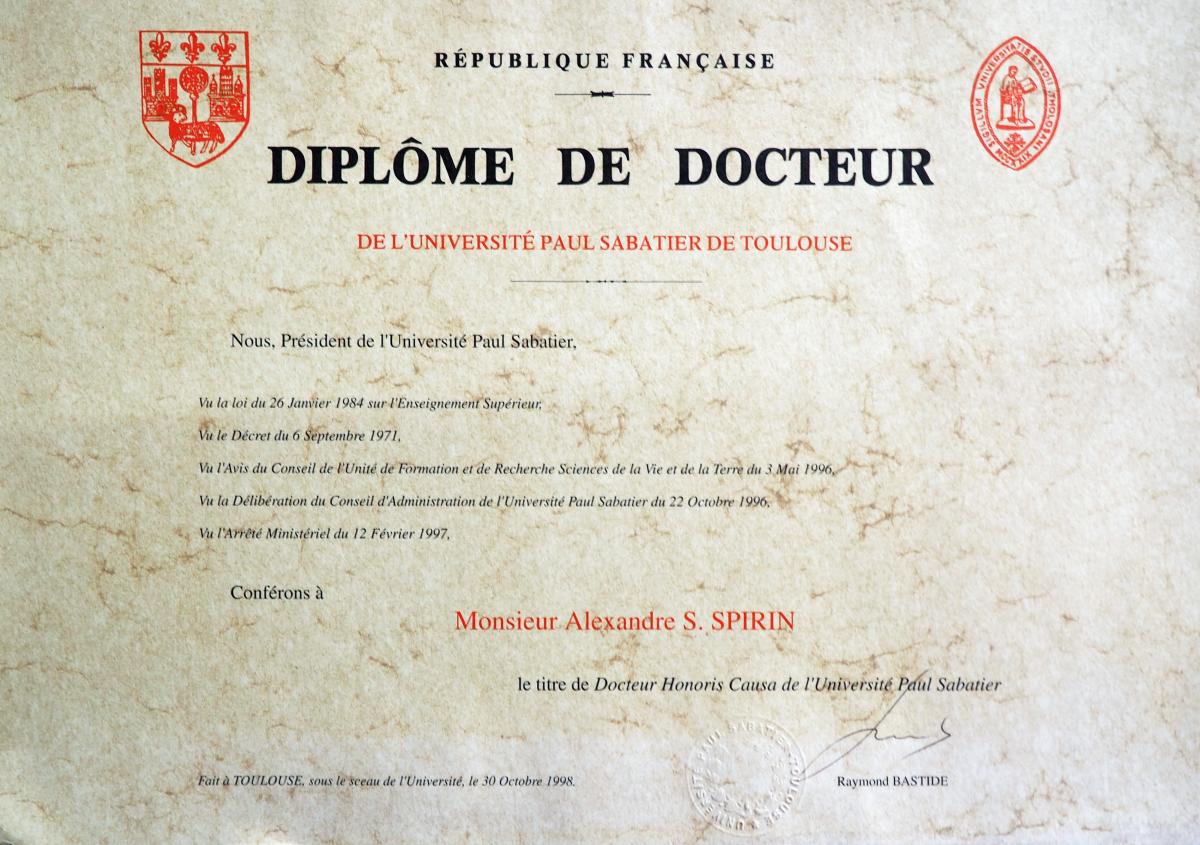 RÉPUBLIQUE FRANÇAISE
DIPLÔME DE DOCTEUR
DE L'UNIVERSITÉ PAUL SABATIER DE TOULOUSE
Nous, Président de l'Université Paul Sabatier,
Vu la loi du 26 Janvier 1984 sur l'Enseignement Supérieur,
Vu le Décret du 6 Septembre 1971,
Vu l'Avis du Conseil de l'Unité de Formation et de Recherche Sciences de la Vie et de la Terre du 3 Mai 1996,
Vu la Délibération du Conseil d'Administration de l'Université Paul Sabatier du 22 Octobre 1996,
Vu l'Arrêté Ministériel du 12 Février 1997,
Conférons à
Monsieur Alexandre S. SPIRIN
le titre de Docteur Honoris Causa de l'Université Paul Sabatier
UNIVERSITÉ PAUL SABATIER TOULOUSE
Fait à TOULOUSE, sous le sceau de l'Université, le 30 Octobre 1998.
Raymond BASTIDE